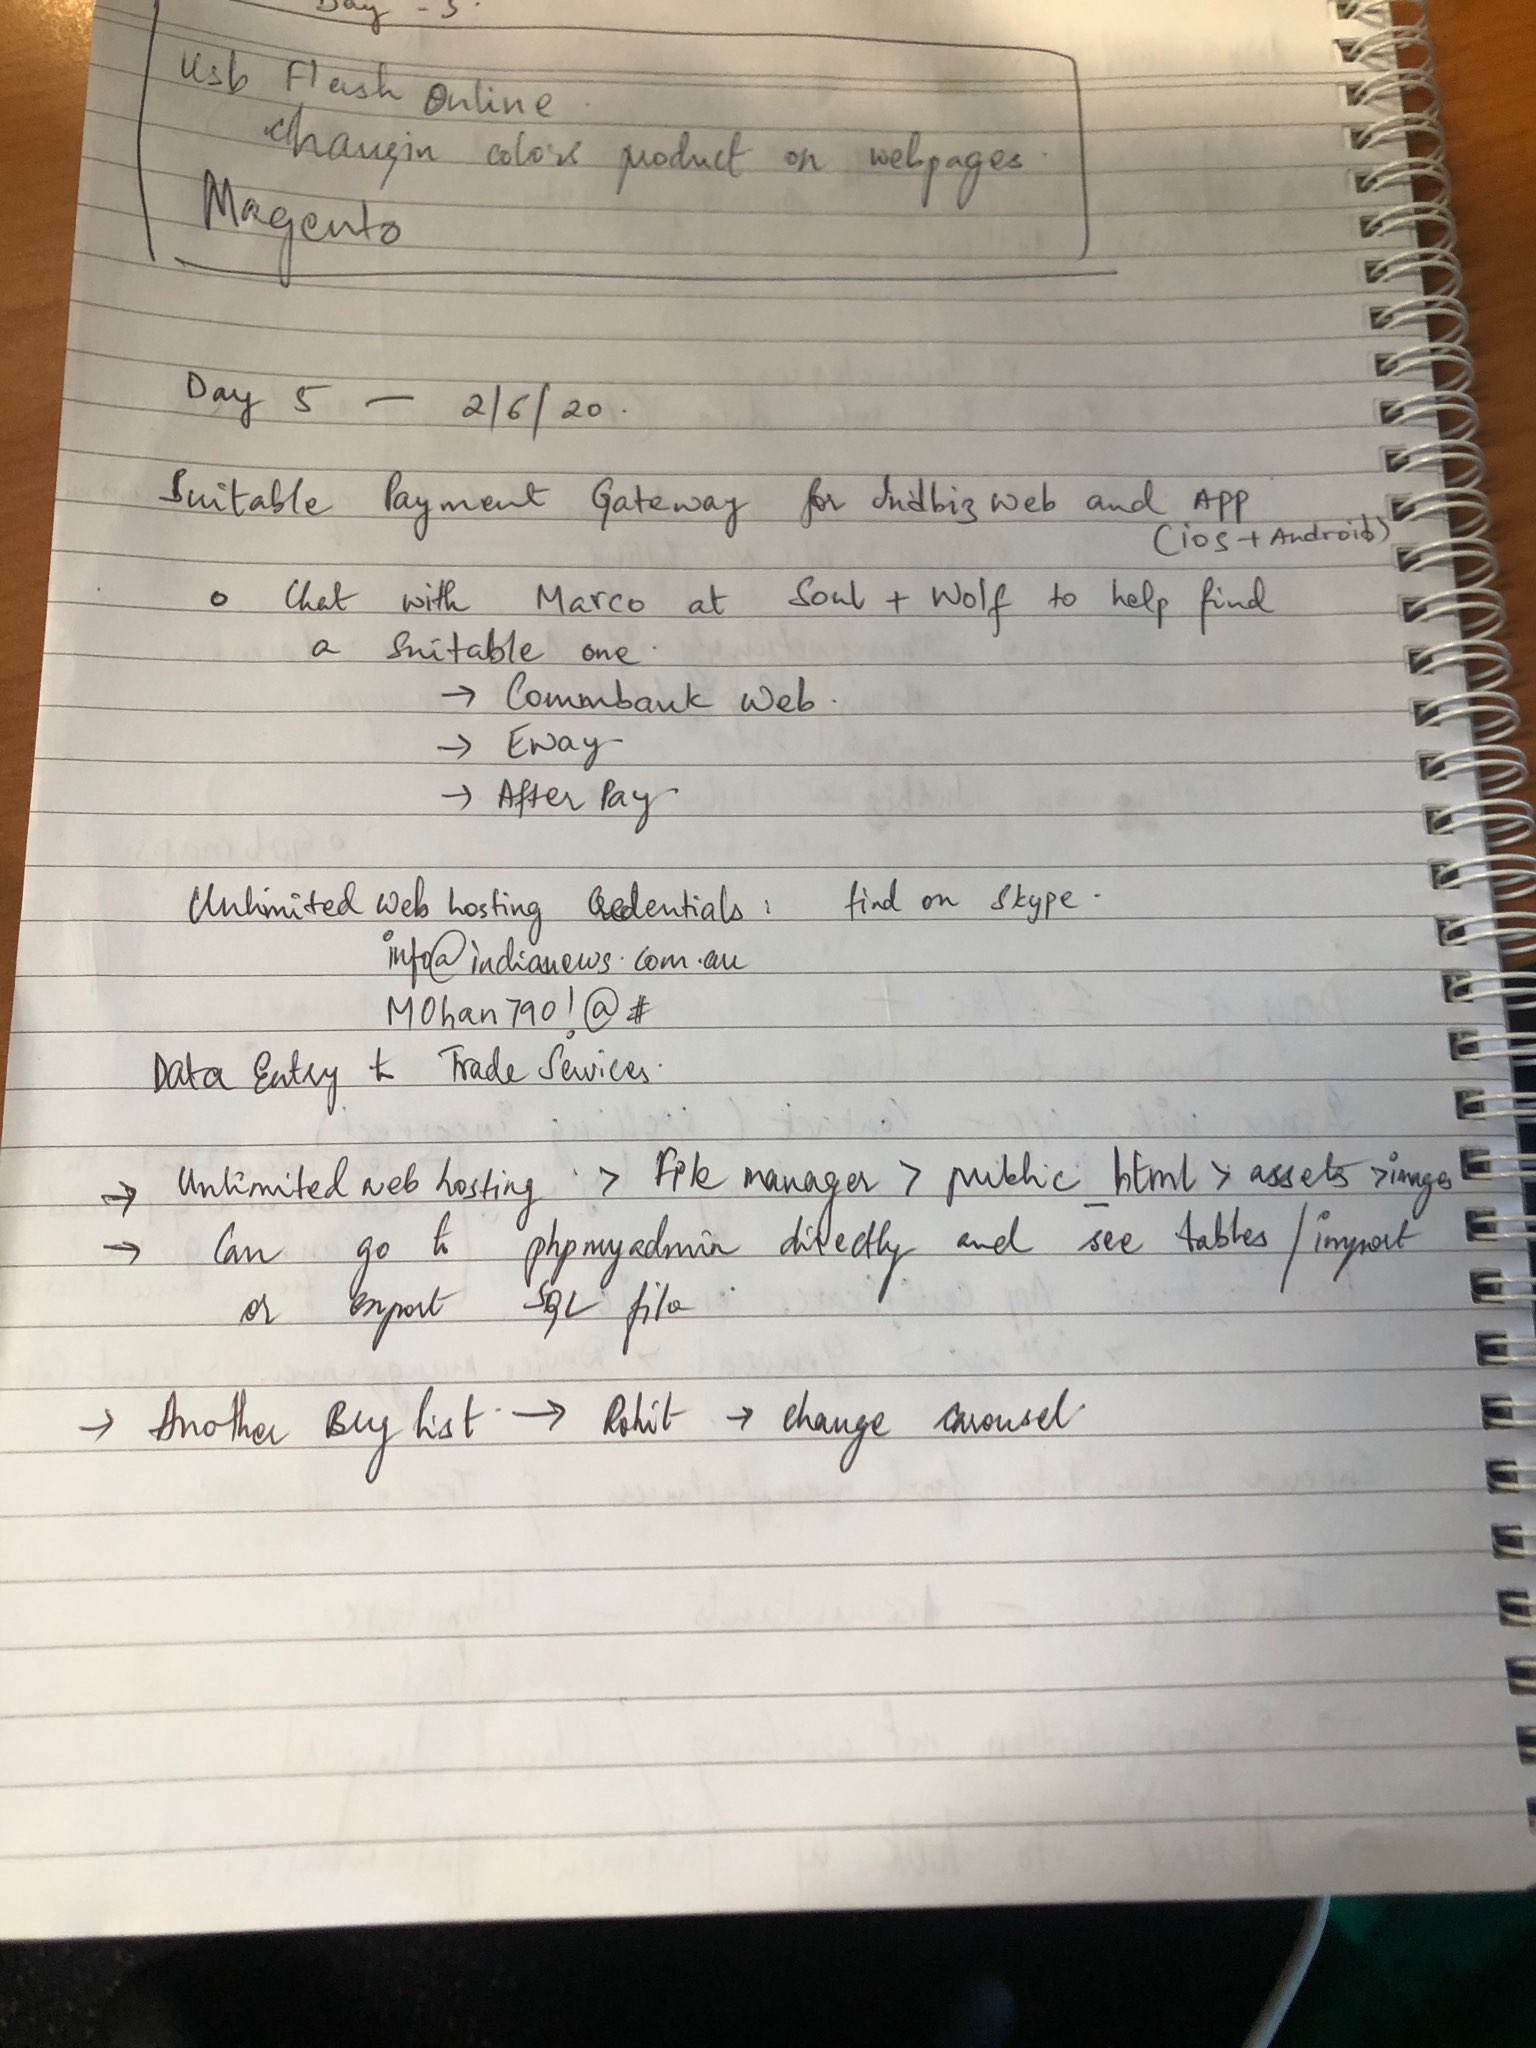 Day - 5.
Usb Flash Online.
changin colors product on webpages.
Magento
Day 5 — 2/6/20.
Suitable Payment Gateway for Indbiz web and APP
(ios + Android)
o Chat with Marco at Soul + Wolf to help find
a suitable one.
→ Commbank Web.
→ Eway
→ After Pay
Unlimited web hosting Credentials: find on skype.
info@indianews.com.au
MOhan790!@#
Data Entry to Trade Services.
→ Unlimited web hosting > File manager > public_html > assets > images
→ Can go to phpmyadmin directly and see tables / import
or export SQL file
→ Another Bug list. → Rohit → change carousel.